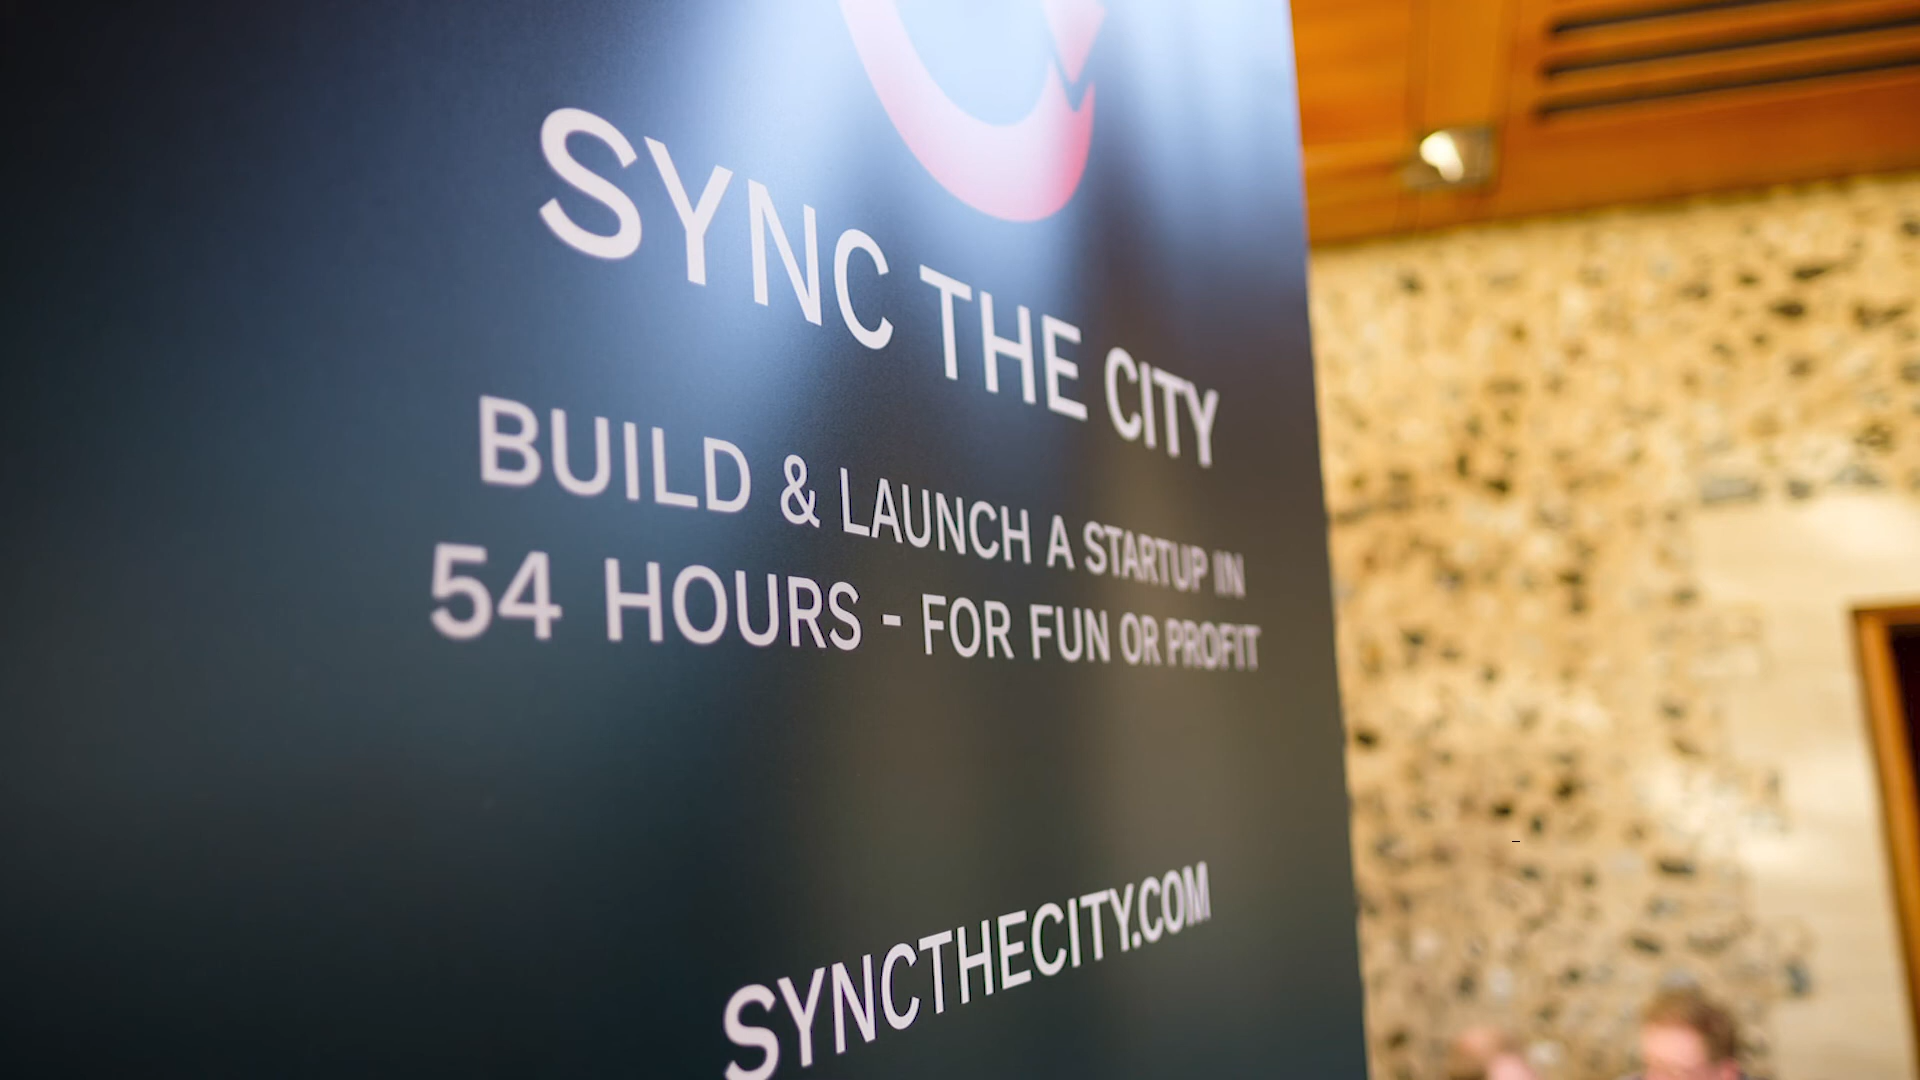 SYNC THE CITY
BUILD & LAUNCH A STARTUP IN
54 HOURS - FOR FUN OR PROFIT
SYNCTHECITY.COM